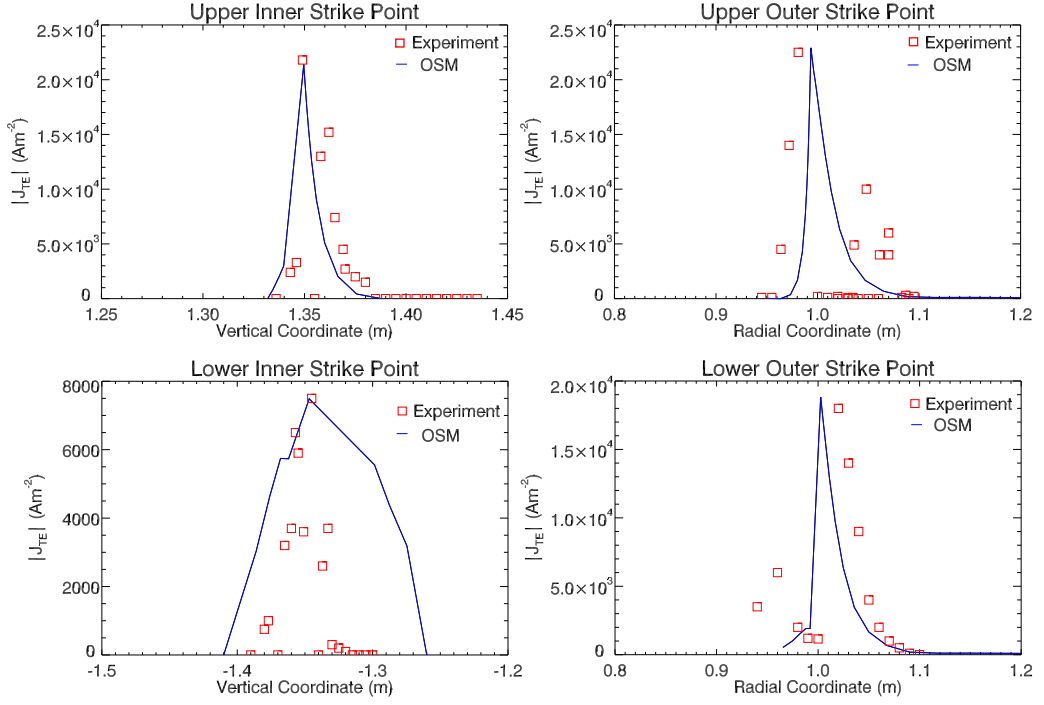 Upper Inner Strike Point
2.5×10⁴
2.0×10⁴
1.5×10⁴
1.0×10⁴
5.0×10³
0
|J_TE| (Am⁻²)
Experiment
OSM
1.25 1.30 1.35 1.40 1.45
Vertical Coordinate (m)
Upper Outer Strike Point
2.5×10⁴
2.0×10⁴
1.5×10⁴
1.0×10⁴
5.0×10³
0
|J_TE| (Am⁻²)
Experiment
OSM
0.8 0.9 1.0 1.1 1.2
Radial Coordinate (m)
Lower Inner Strike Point
8000
6000
4000
2000
0
|J_TE| (Am⁻²)
Experiment
OSM
-1.5 -1.4 -1.3 -1.2
Vertical Coordinate (m)
Lower Outer Strike Point
2.0×10⁴
1.5×10⁴
1.0×10⁴
5.0×10³
0
|J_TE| (Am⁻²)
Experiment
OSM
0.8 0.9 1.0 1.1 1.2
Radial Coordinate (m)